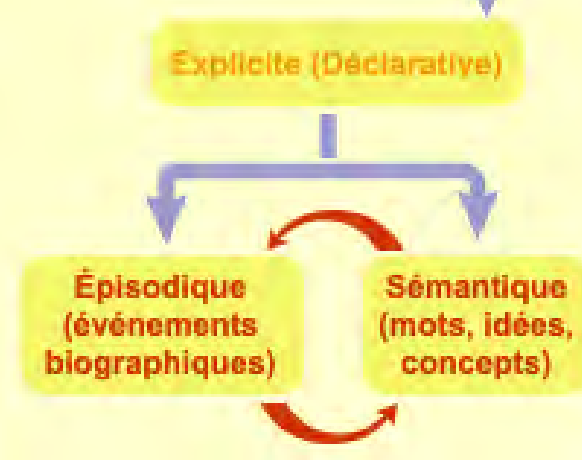 Explicite (Déclarative)
Épisodique
(événements
biographiques)
Sémantique
(mots, idées,
concepts)